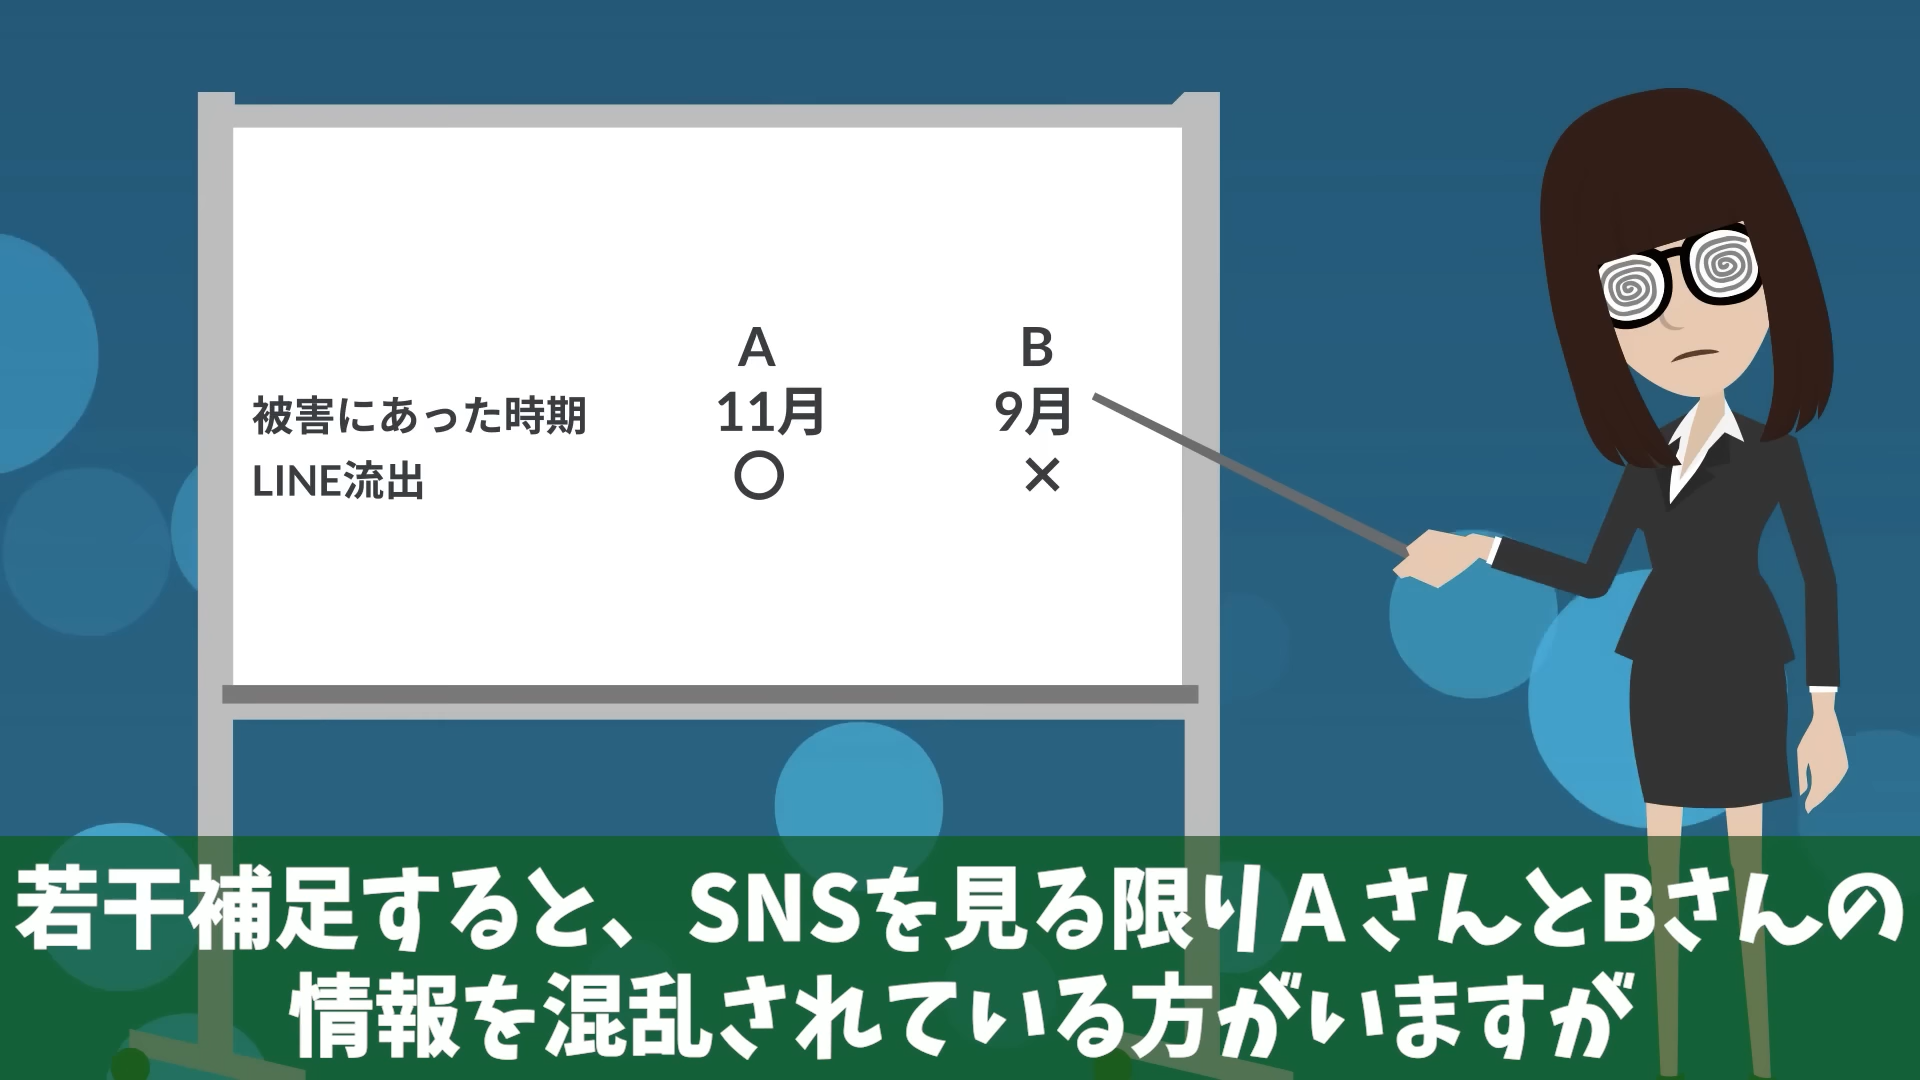 A B
被害にあった時期 11月 9月
LINE流出 ○ ×
若干補足すると、SNSを見る限りAさんとBさんの
情報を混乱されている方がいますが